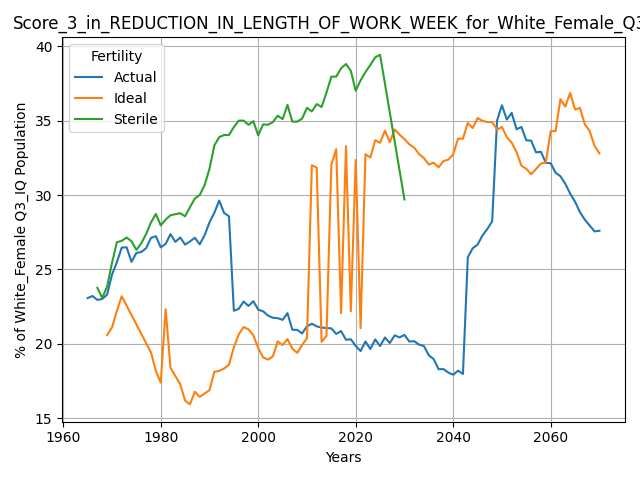 Score_3_in_REDUCTION_IN_LENGTH_OF_WORK_WEEK_for_White_Female_Q3
Fertility
Actual
Ideal
Sterile
% of White_Female Q3_IQ Population
40
35
30
25
20
15
1960
1980
2000
2020
2040
2060
Years